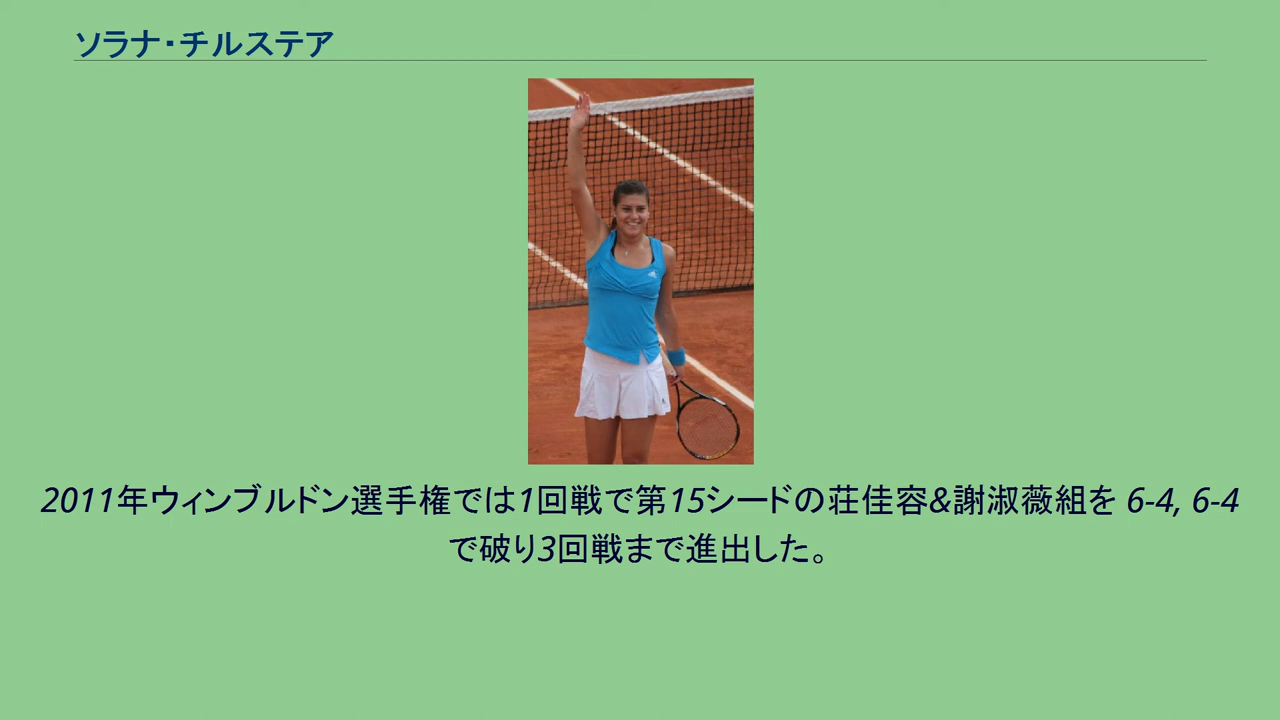 ソラナ・チルステア
2011年ウィンブルドン選手権では1回戦で第15シードの荘佳容&謝淑薇組を 6-4, 6-4
で破り3回戦まで進出した。